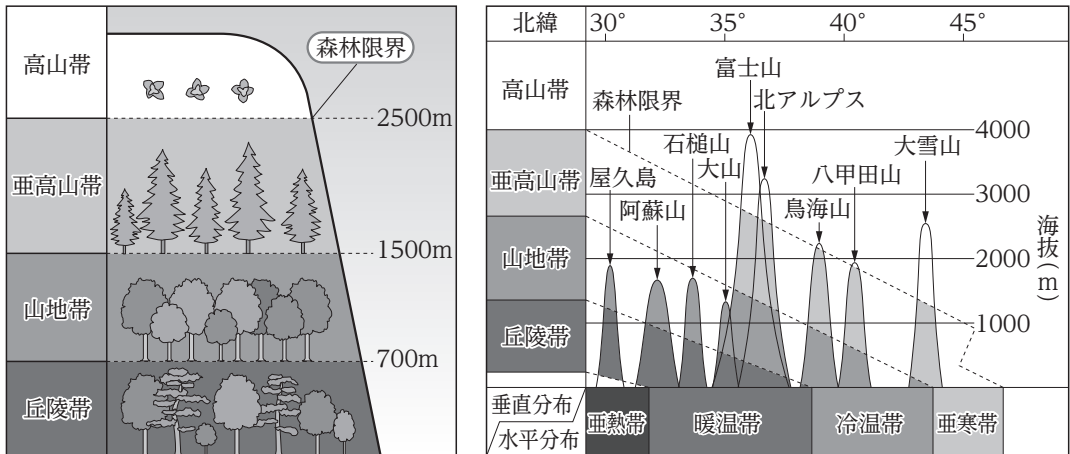 高山帯
森林限界
2500m
亜高山帯
1500m
山地帯
700m
丘陵帯
北緯 30° 35° 40° 45°
富士山
高山帯
森林限界
北アルプス
4000
石槌山
大雪山
亜高山帯
屋久島
大山
八甲田山
3000
阿蘇山
鳥海山
海抜(m)
山地帯
2000
丘陵帯
1000
垂直分布
水平分布
亜熱帯 暖温帯 冷温帯 亜寒帯